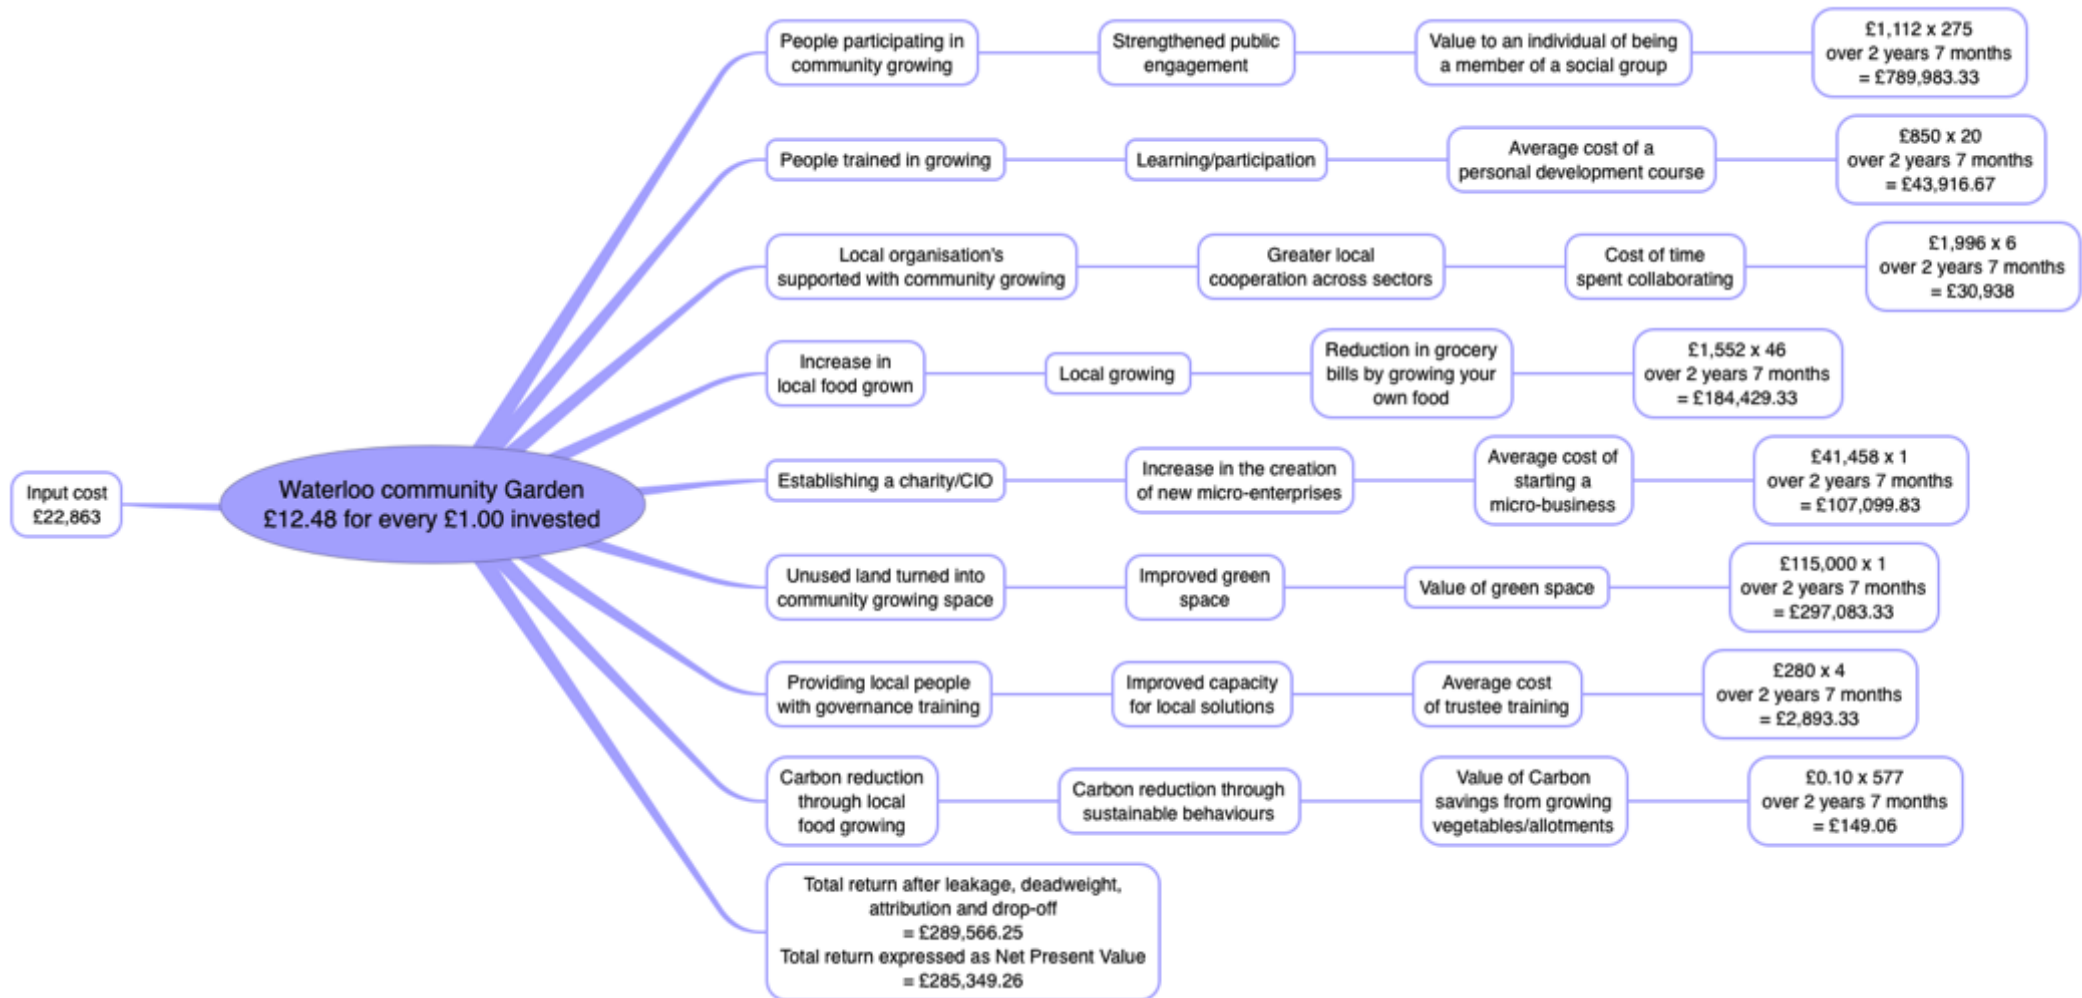 Input cost
£22,863
Waterloo community Garden
£12.48 for every £1.00 invested
People participating in
community growing
Strengthened public
engagement
Value to an individual of being
a member of a social group
£1,112 x 275
over 2 years 7 months
= £789,983.33
People trained in growing
Learning/participation
Average cost of a
personal development course
£850 x 20
over 2 years 7 months
= £43,916.67
Local organisation's
supported with community growing
Greater local
cooperation across sectors
Cost of time
spent collaborating
£1,996 x 6
over 2 years 7 months
= £30,938
Increase in
local food grown
Local growing
Reduction in grocery
bills by growing your
own food
£1,552 x 46
over 2 years 7 months
= £184,429.33
Establishing a charity/CIO
Increase in the creation
of new micro-enterprises
Average cost of
starting a
micro-business
£41,458 x 1
over 2 years 7 months
= £107,099.83
Unused land turned into
community growing space
Improved green
space
Value of green space
£115,000 x 1
over 2 years 7 months
= £297,083.33
Providing local people
with governance training
Improved capacity
for local solutions
Average cost
of trustee training
£280 x 4
over 2 years 7 months
= £2,893.33
Carbon reduction
through local
food growing
Carbon reduction through
sustainable behaviours
Value of Carbon
savings from growing
vegetables/allotments
£0.10 x 577
over 2 years 7 months
= £149.06
Total return after leakage, deadweight,
attribution and drop-off
= £289,566.25
Total return expressed as Net Present Value
= £285,349.26